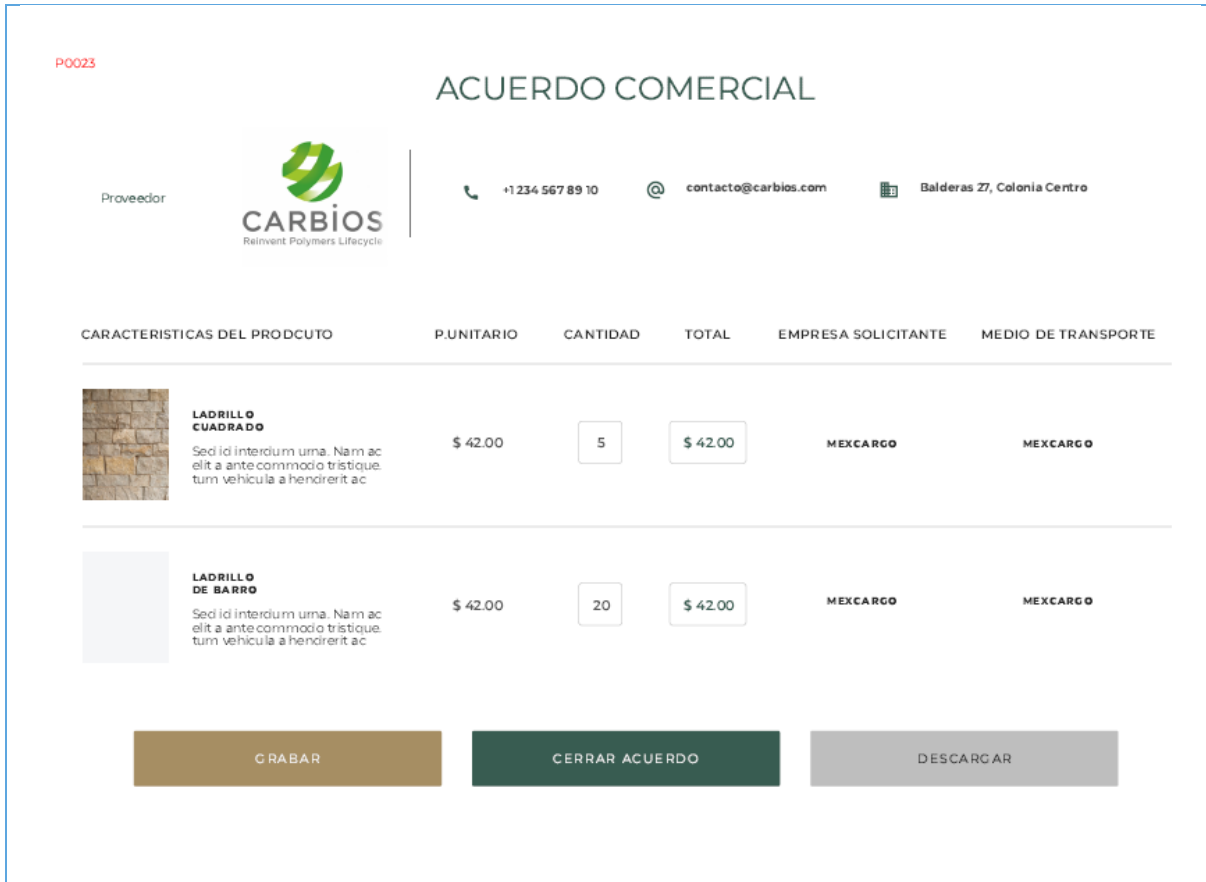 P0023
ACUERDO COMERCIAL
Proveedor
CARBIOS
Reinvent Polymers Lifecycle
+1 234 567 89 10
contacto@carbios.com
Balderas 27, Colonia Centro
CARACTERISTICAS DEL PRODCUTO P.UNITARIO CANTIDAD TOTAL EMPRESA SOLICITANTE MEDIO DE TRANSPORTE
LADRILLO
CUADRADO
Sed id interdum urna. Nam ac
elit a ante commodo tristique.
tum vehicula a hendrerit ac
$ 42.00 5 $ 42.00 MEXCARGO MEXCARGO
LADRILLO
DE BARRO
Sed id interdum urna. Nam ac
elit a ante commodo tristique.
tum vehicula a hendrerit ac
$ 42.00 20 $ 42.00 MEXCARGO MEXCARGO
GRABAR CERRAR ACUERDO DESCARGAR